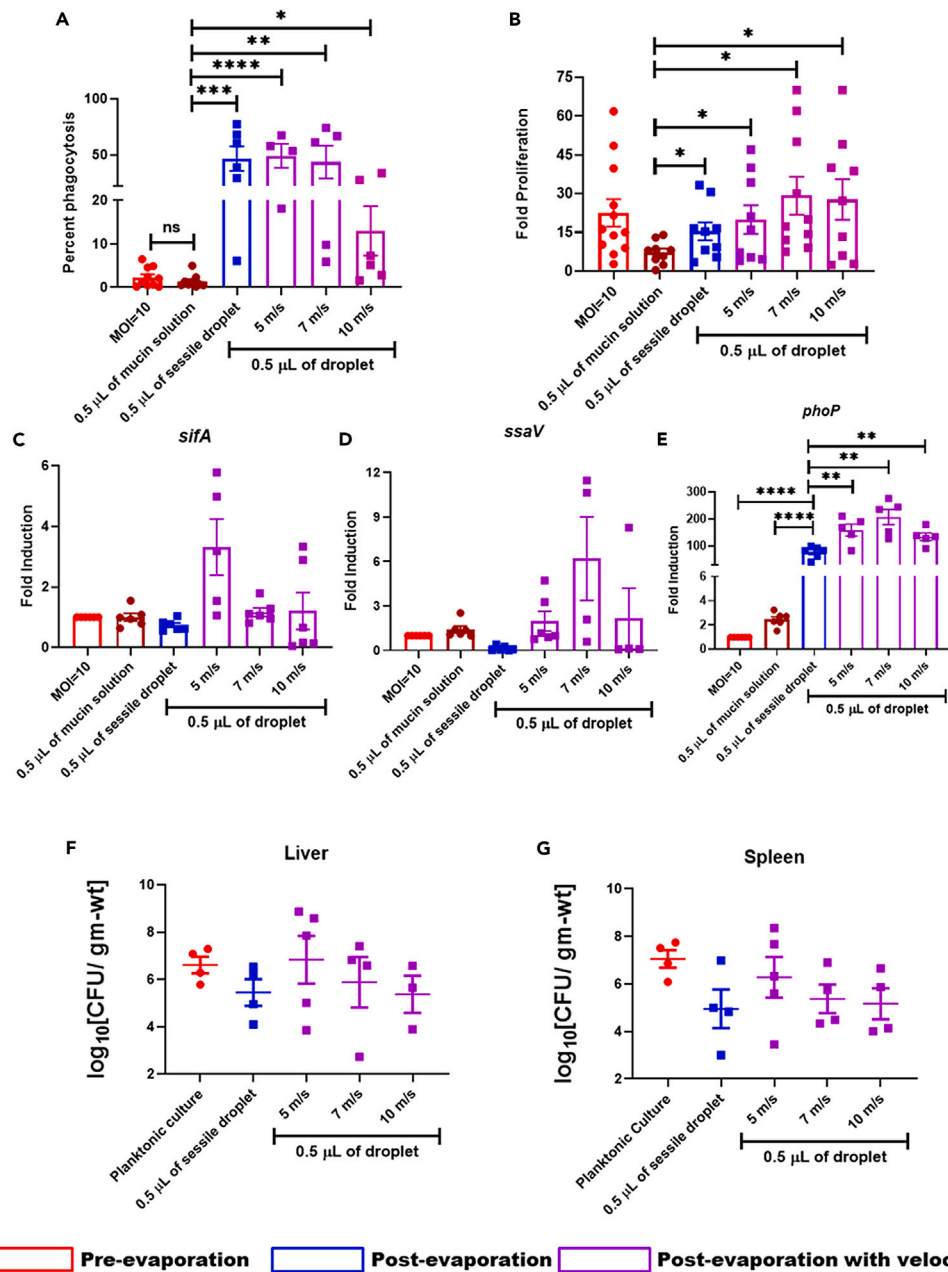 A
*
**
****
***
ns
Percent phagocytosis
100
50
20
10
0
MOI=10
0.5 μL of mucin solution
0.5 μL of sessile droplet
5 m/s
7 m/s
10 m/s
0.5 μL of droplet
B
*
*
*
*
Fold Proliferation
75
60
45
30
15
0
MOI=10
0.5 μL of mucin solution
0.5 μL of sessile droplet
5 m/s
7 m/s
10 m/s
0.5 μL of droplet
C
sifA
Fold Induction
6
4
2
0
MOI=10
0.5 μL of mucin solution
0.5 μL of sessile droplet
5 m/s
7 m/s
10 m/s
0.5 μL of droplet
D
ssaV
Fold Induction
12
9
6
3
0
MOI=10
0.5 μL of mucin solution
0.5 μL of sessile droplet
5 m/s
7 m/s
10 m/s
0.5 μL of droplet
E
phoP
**
**
**
****
****
Fold Induction
300
200
100
6
4
2
0
MOI=10
0.5 μL of mucin solution
0.5 μL of sessile droplet
5 m/s
7 m/s
10 m/s
0.5 μL of droplet
F
Liver
log10[CFU/ gm-wt]
10
8
6
4
2
Planktonic culture
0.5 μL of sessile droplet
5 m/s
7 m/s
10 m/s
0.5 μL of droplet
G
Spleen
log10[CFU/ gm-wt]
10
8
6
4
2
Planktonic Culture
0.5 μL of sessile droplet
5 m/s
7 m/s
10 m/s
0.5 μL of droplet
Pre-evaporation
Post-evaporation
Post-evaporation with veloc